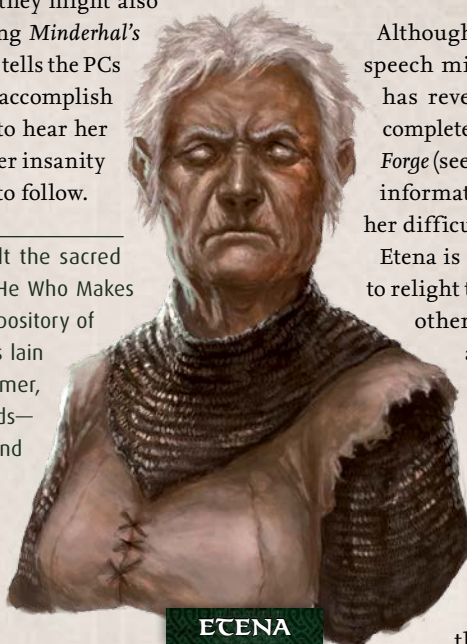 they might also
ng Minderhal's
tells the PCs
accomplish
to hear her
er insanity
to follow.
lt the sacred
He Who Makes
pository of
s lain
mer,
ds—
nd
ETENA
Although
speech mi
has reve
complete
Forge (see
informat
her difficu
Etena is
to relight t
other
th